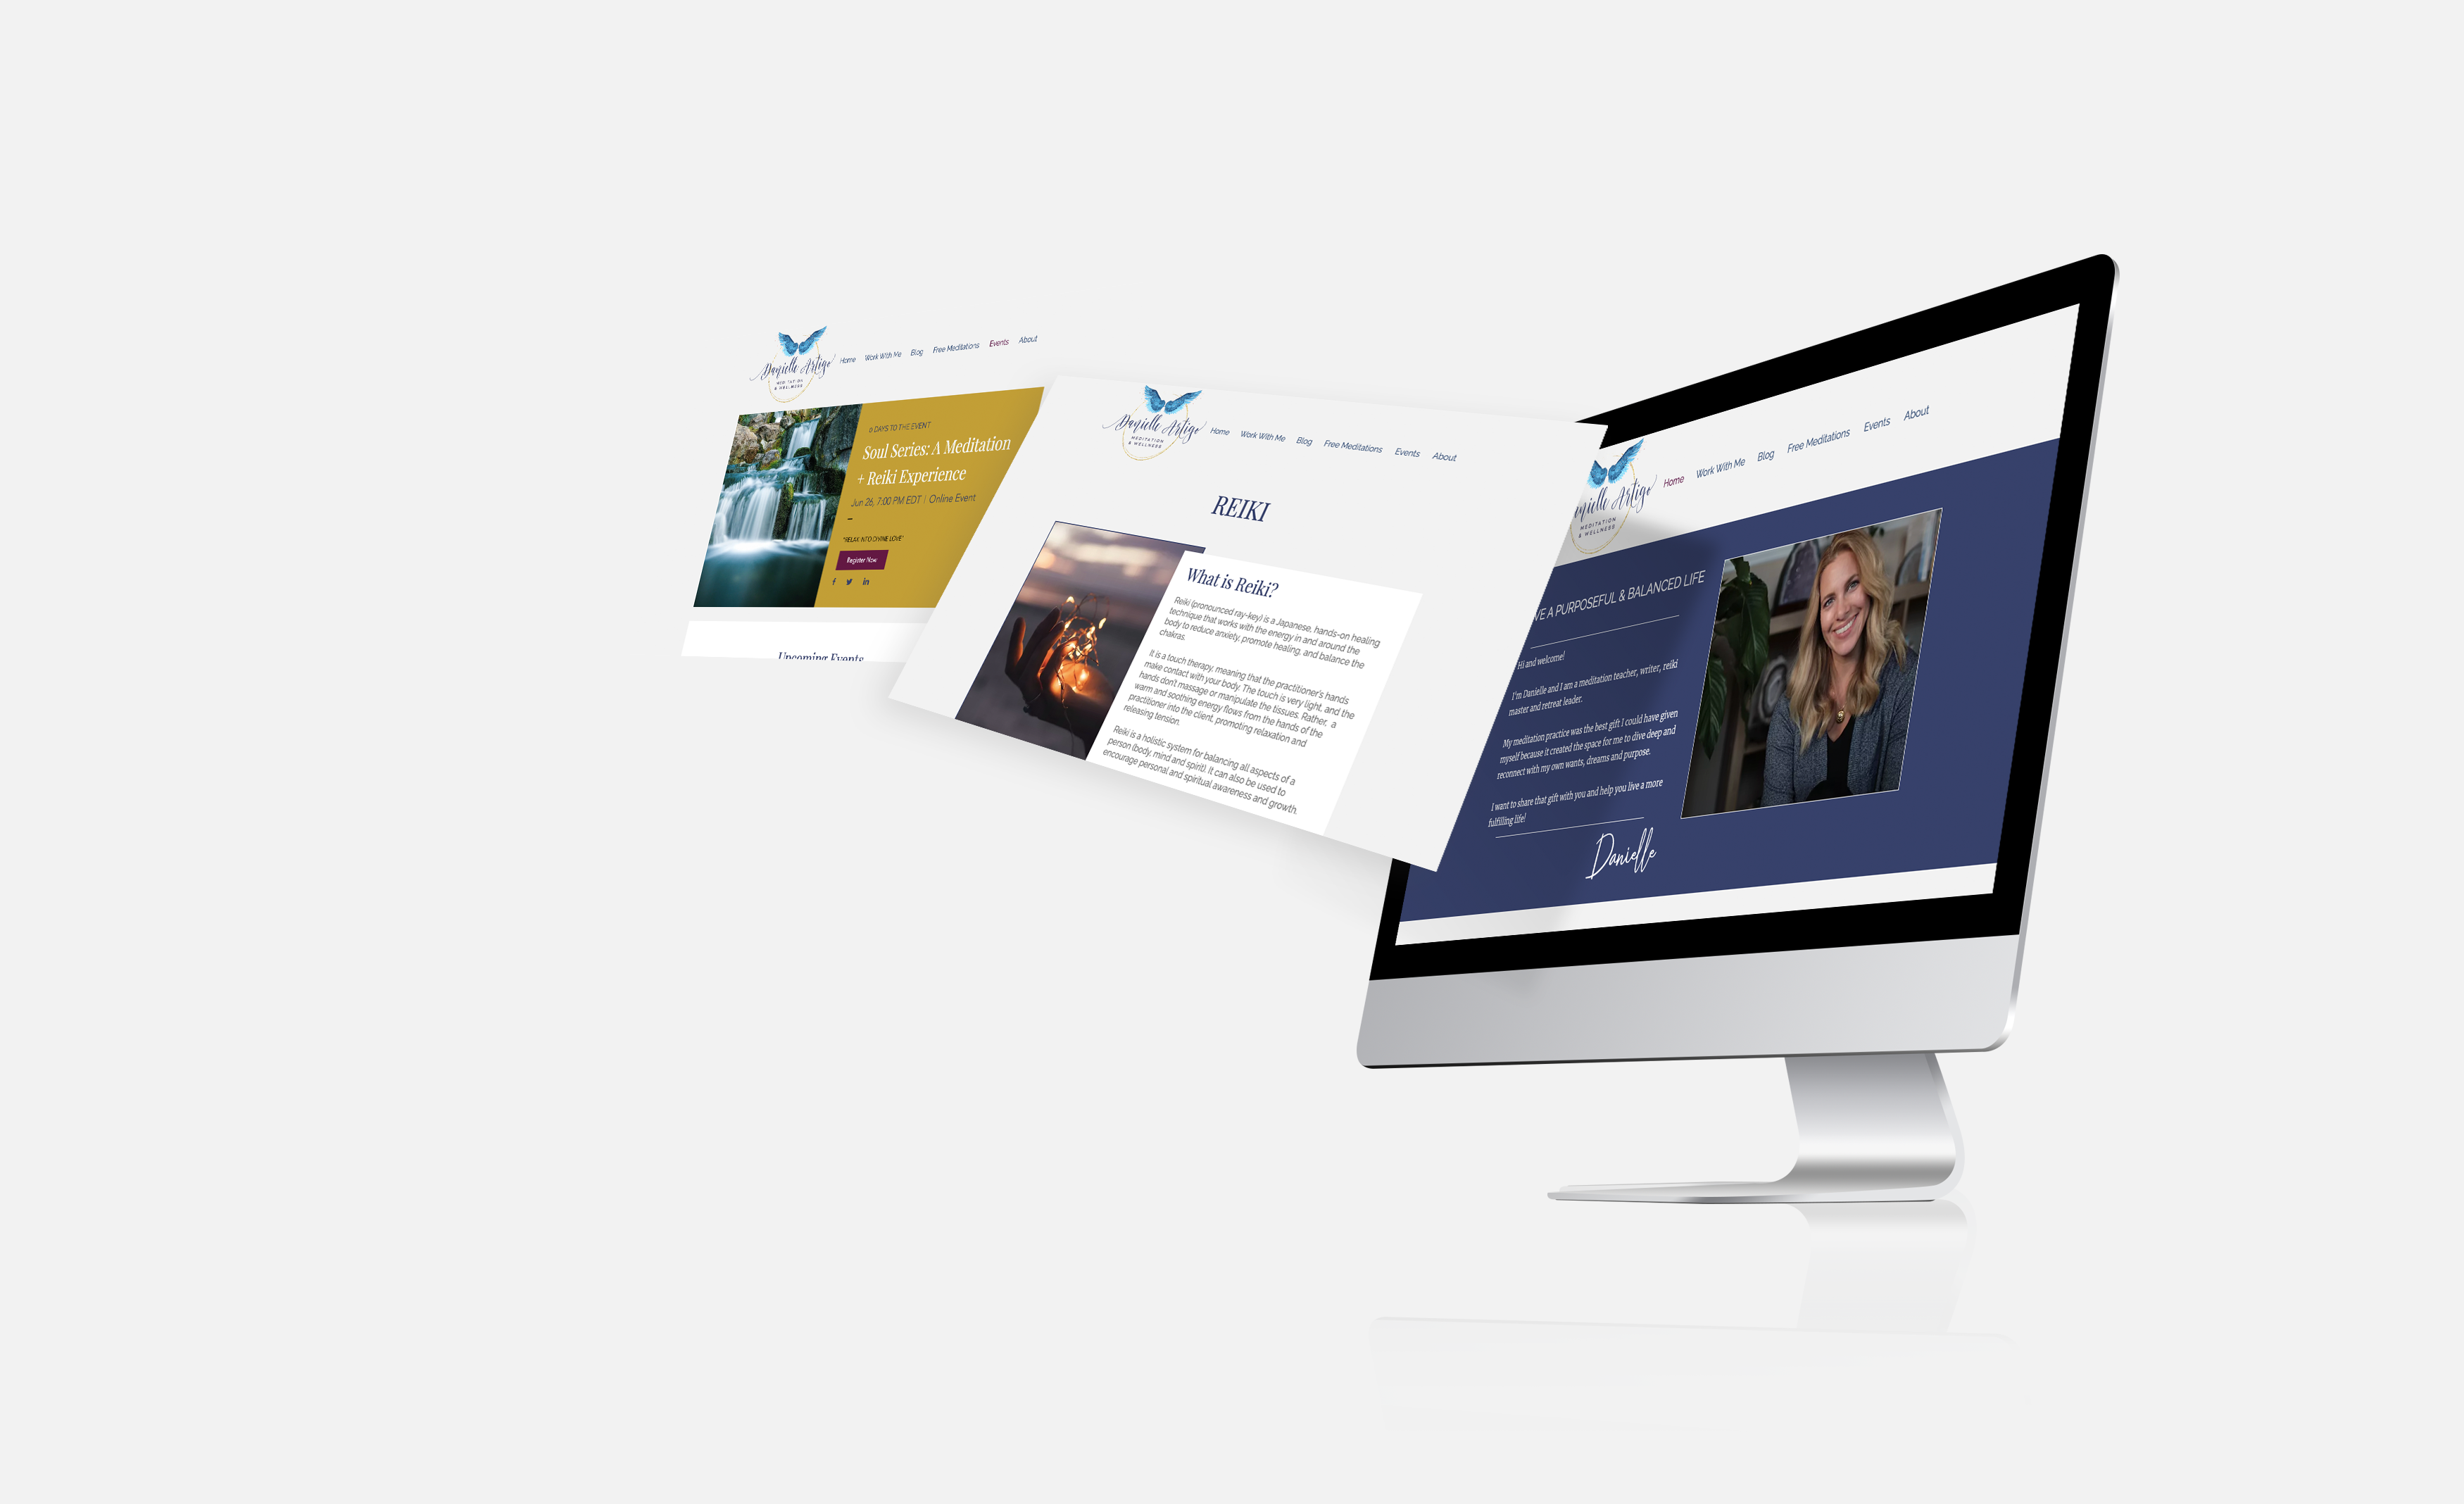 Danielle Artigo
MEDITATION
& WELLNESS
Home Work With Me Blog Free Meditations Events About
6 DAYS TO THE EVENT
Soul Series: A Meditation
+ Reiki Experience
Jun 26, 7:00 PM EDT | Online Event
"RELAX INTO DIVINE LOVE"
Register Now
Upcoming Events
Danielle Artigo
MEDITATION
& WELLNESS
Home Work With Me Blog Free Meditations Events About
REIKI
What is Reiki?
Reiki (pronounced ray-key) is a Japanese, hands-on healing
technique that works with the energy in and around the
body to reduce anxiety, promote healing, and balance the
chakras.
It is a touch therapy, meaning that the practitioner's hands
make contact with your body. The touch is very light, and the
hands don't massage or manipulate the tissues. Rather, a
warm and soothing energy flows from the hands of the
practitioner into the client, promoting relaxation and
releasing tension.
Reiki is a holistic system for balancing all aspects of a
person (body, mind and spirit). It can also be used to
encourage personal and spiritual awareness and growth.
nielle Artigo
MEDITATION
& WELLNESS
Home Work With Me Blog Free Meditations Events About
VE A PURPOSEFUL & BALANCED LIFE
Hi and welcome!
I'm Danielle and I am a meditation teacher, writer, reiki
master and retreat leader.
My meditation practice was the best gift I could have given
myself because it created the space for me to dive deep and
reconnect with my own wants, dreams and purpose.
I want to share that gift with you and help you live a more
fulfilling life!
Danielle